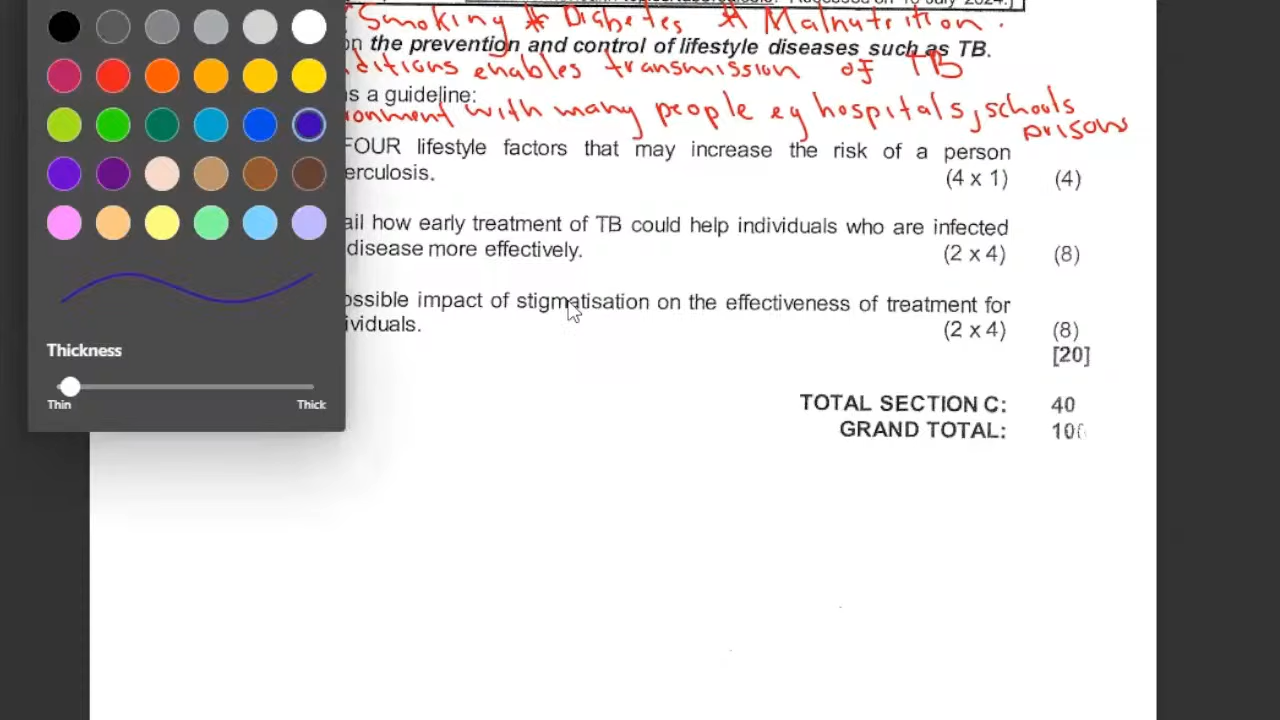 Smoking * Diabetes * Malnutrition.
on the prevention and control of lifestyle diseases such as TB.
ditions enables transmission of TB
as a guideline:
ronment with many people eg hospitals, schools
prisons
FOUR lifestyle factors that may increase the risk of a person
erculosis. (4 x 1) (4)
ail how early treatment of TB could help individuals who are infected
disease more effectively. (2 x 4) (8)
ossible impact of stigmatisation on the effectiveness of treatment for
ividuals. (2 x 4) (8)
[20]
Thickness
Thin Thick
TOTAL SECTION C: 40
GRAND TOTAL: 10